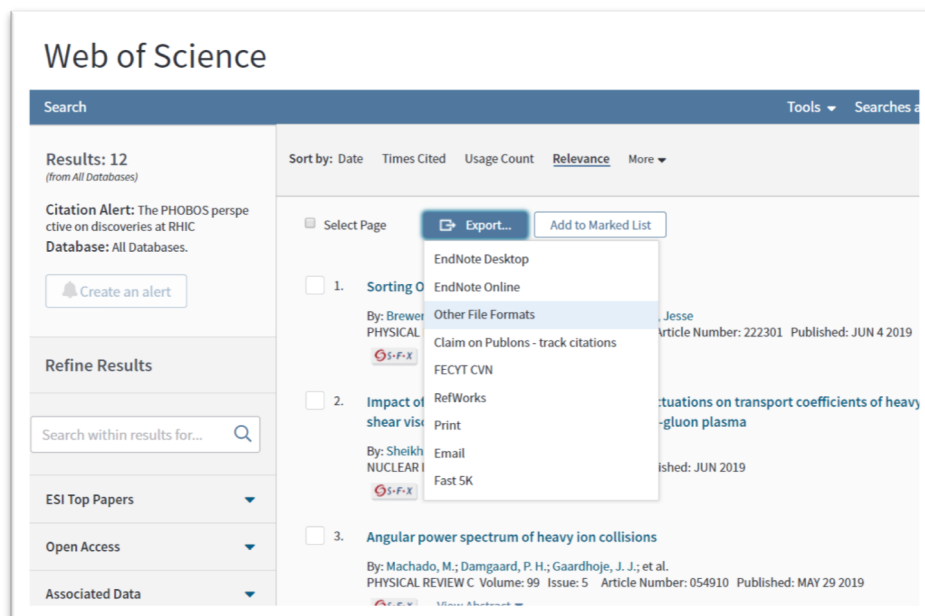 Web of Science
Search
Tools
Searches a
Results: 12
(from All Databases)
Citation Alert: The PHOBOS perspe
ctive on discoveries at RHIC
Database: All Databases.
Create an alert
Refine Results
Search within results for...
ESI Top Papers
Open Access
Associated Data
Sort by: Date Times Cited Usage Count Relevance More
Select Page
Export...
Add to Marked List
EndNote Desktop
EndNote Online
Other File Formats
Claim on Publons - track citations
FECYT CVN
RefWorks
Print
Email
Fast 5K
1. Sorting O
By: Brewer , Jesse
PHYSICAL Article Number: 222301 Published: JUN 4 2019
S·F·X
2. Impact of ctuations on transport coefficients of heavy
shear visc -gluon plasma
By: Sheikh
NUCLEAR ished: JUN 2019
S·F·X
3. Angular power spectrum of heavy ion collisions
By: Machado, M.; Damgaard, P. H.; Gaardhoje, J. J.; et al.
PHYSICAL REVIEW C Volume: 99 Issue: 5 Article Number: 054910 Published: MAY 29 2019
S·F·X View Abstract